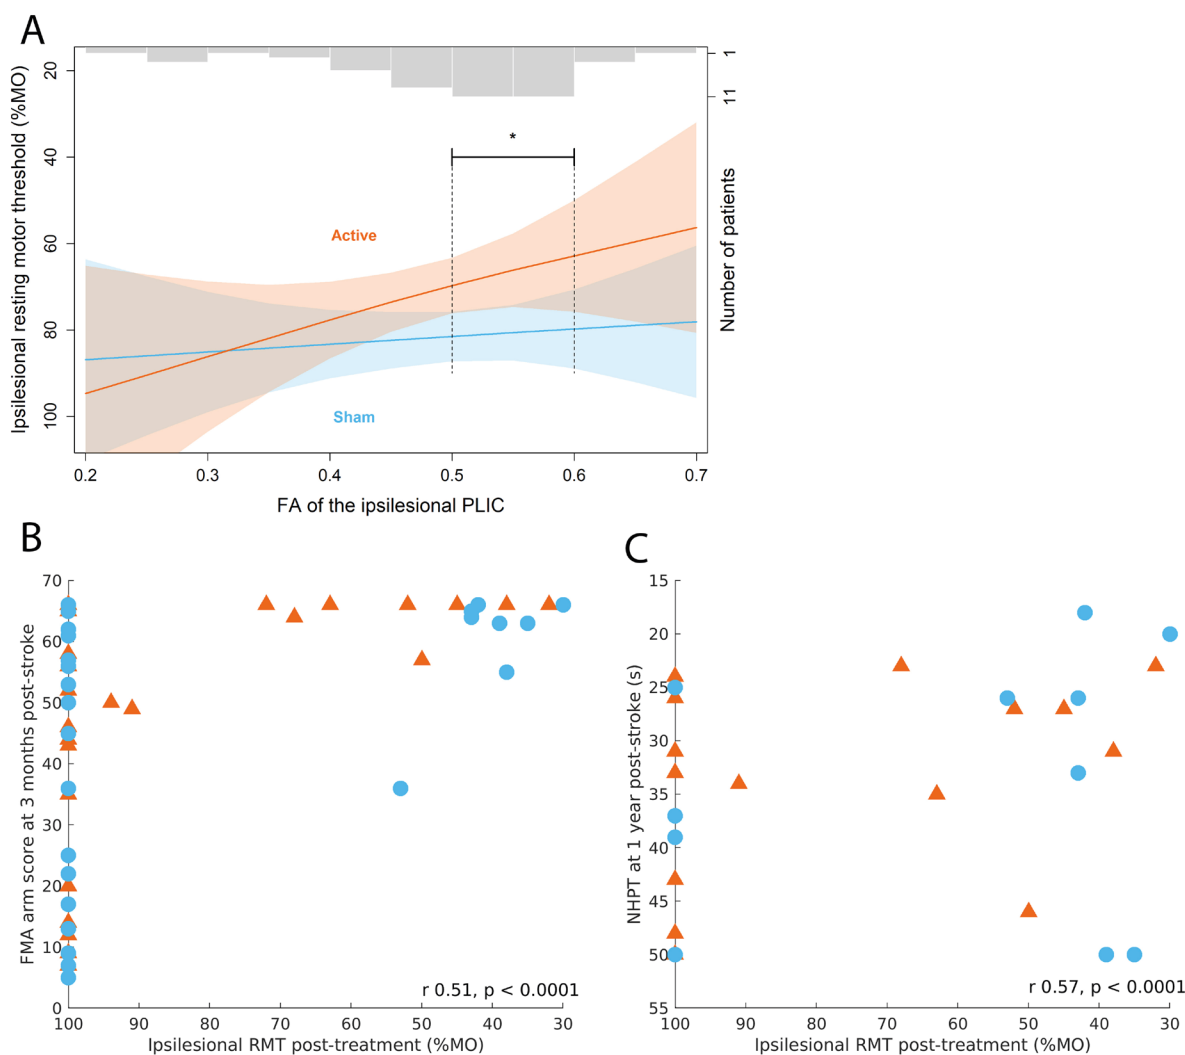 A
Ipsilesional resting motor threshold (%MO)
20
40
60
80
100
1
11
Number of patients
*
Active
Sham
0.2 0.3 0.4 0.5 0.6 0.7
FA of the ipsilesional PLIC
B
FMA arm score at 3 months post-stroke
70
60
50
40
30
20
10
0
r 0.51, p < 0.0001
100 90 80 70 60 50 40 30
Ipsilesional RMT post-treatment (%MO)
C
NHPT at 1 year post-stroke (s)
15
20
25
30
35
40
45
50
55
r 0.57, p < 0.0001
100 90 80 70 60 50 40 30
Ipsilesional RMT post-treatment (%MO)